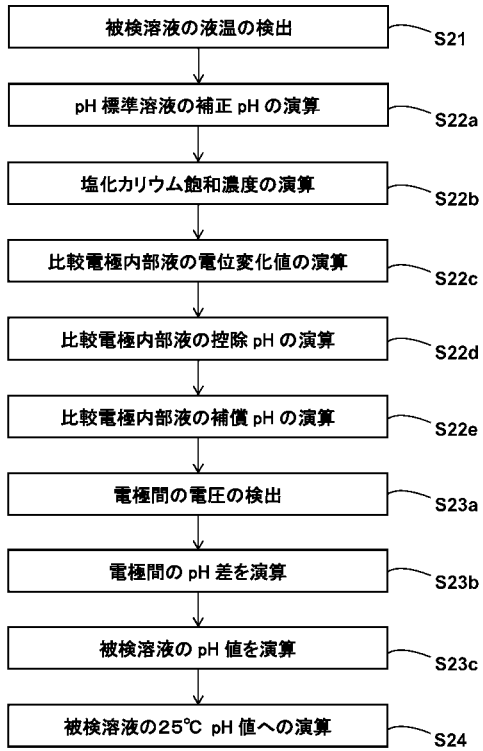 被検溶液の液温の検出
S21
pH 標準溶液の補正 pH の演算
S22a
塩化カリウム飽和濃度の演算
S22b
比較電極内部液の電位変化値の演算
S22c
比較電極内部液の控除 pH の演算
S22d
比較電極内部液の補償 pH の演算
S22e
電極間の電圧の検出
S23a
電極間の pH 差を演算
S23b
被検溶液の pH 値を演算
S23c
被検溶液の25℃ pH 値への演算
S24